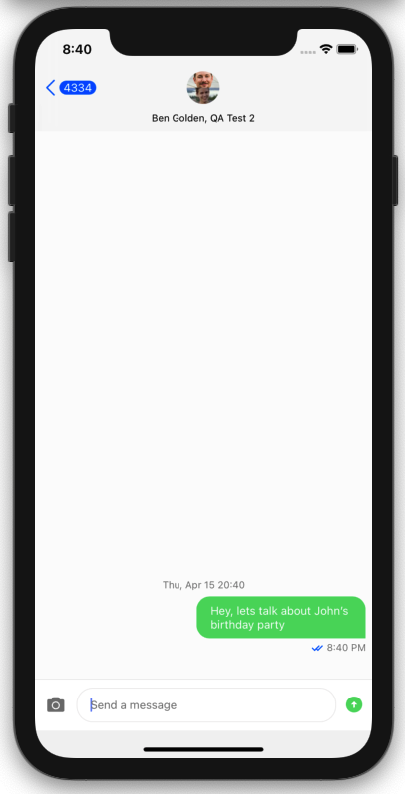 8:40
4334
Ben Golden, QA Test 2
Thu, Apr 15 20:40
Hey, lets talk about John's
birthday party
8:40 PM
Send a message